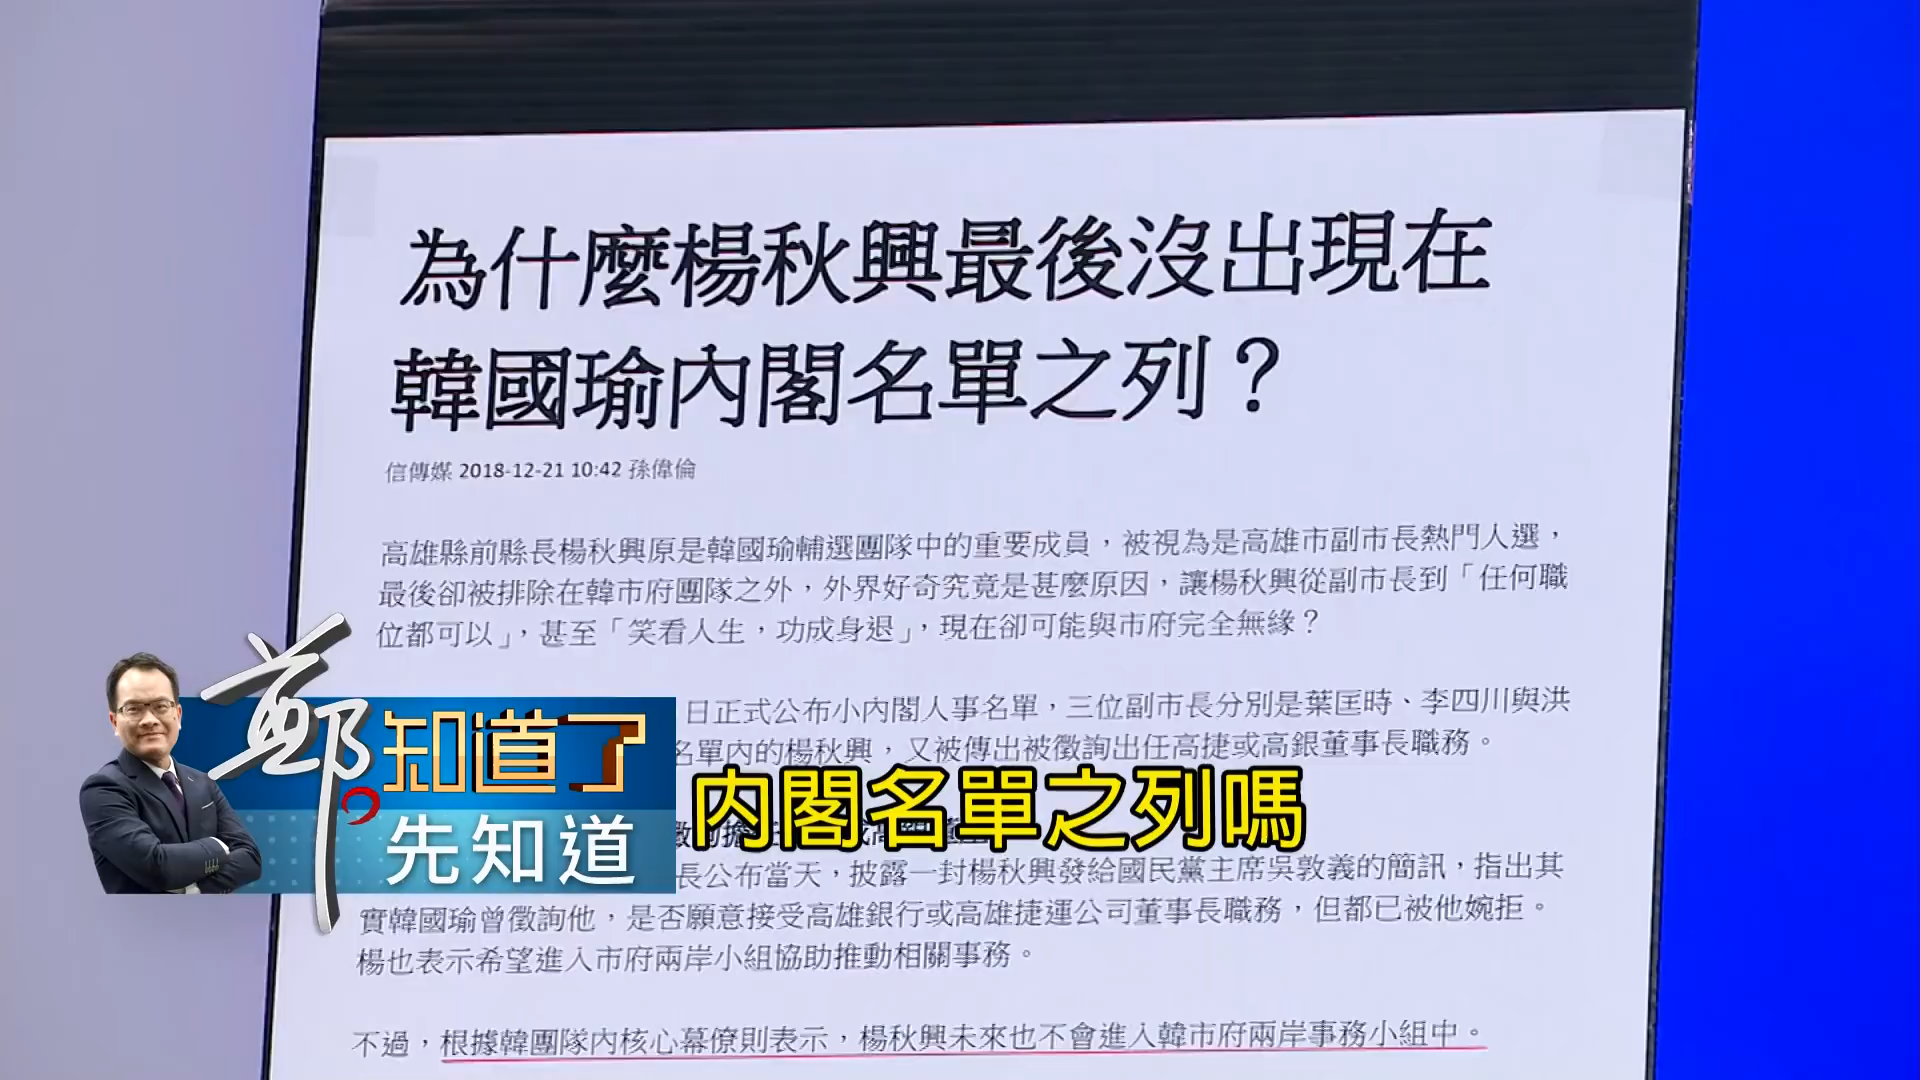 為什麼楊秋興最後沒出現在
韓國瑜內閣名單之列？
信傳媒 2018-12-21 10:42 孫偉倫
高雄縣前縣長楊秋興原是韓國瑜輔選團隊中的重要成員，被視為是高雄市副市長熱門人選，
最後卻被排除在韓市府團隊之外，外界好奇究竟是甚麼原因，讓楊秋興從副市長到「任何職
位都可以」，甚至「笑看人生，功成身退」，現在卻可能與市府完全無緣？
日正式公布小內閣人事名單，三位副市長分別是葉匡時、李四川與洪
名單內的楊秋興，又被傳出被徵詢出任高捷或高銀董事長職務。
鄭知道了
先知道
内閣名單之列嗎
長公布當天，披露一封楊秋興發給國民黨主席吳敦義的簡訊，指出其
實韓國瑜曾徵詢他，是否願意接受高雄銀行或高雄捷運公司董事長職務，但都已被他婉拒。
楊也表示希望進入市府兩岸小組協助推動相關事務。
不過，根據韓團隊內核心幕僚則表示，楊秋興未來也不會進入韓市府兩岸事務小組中。